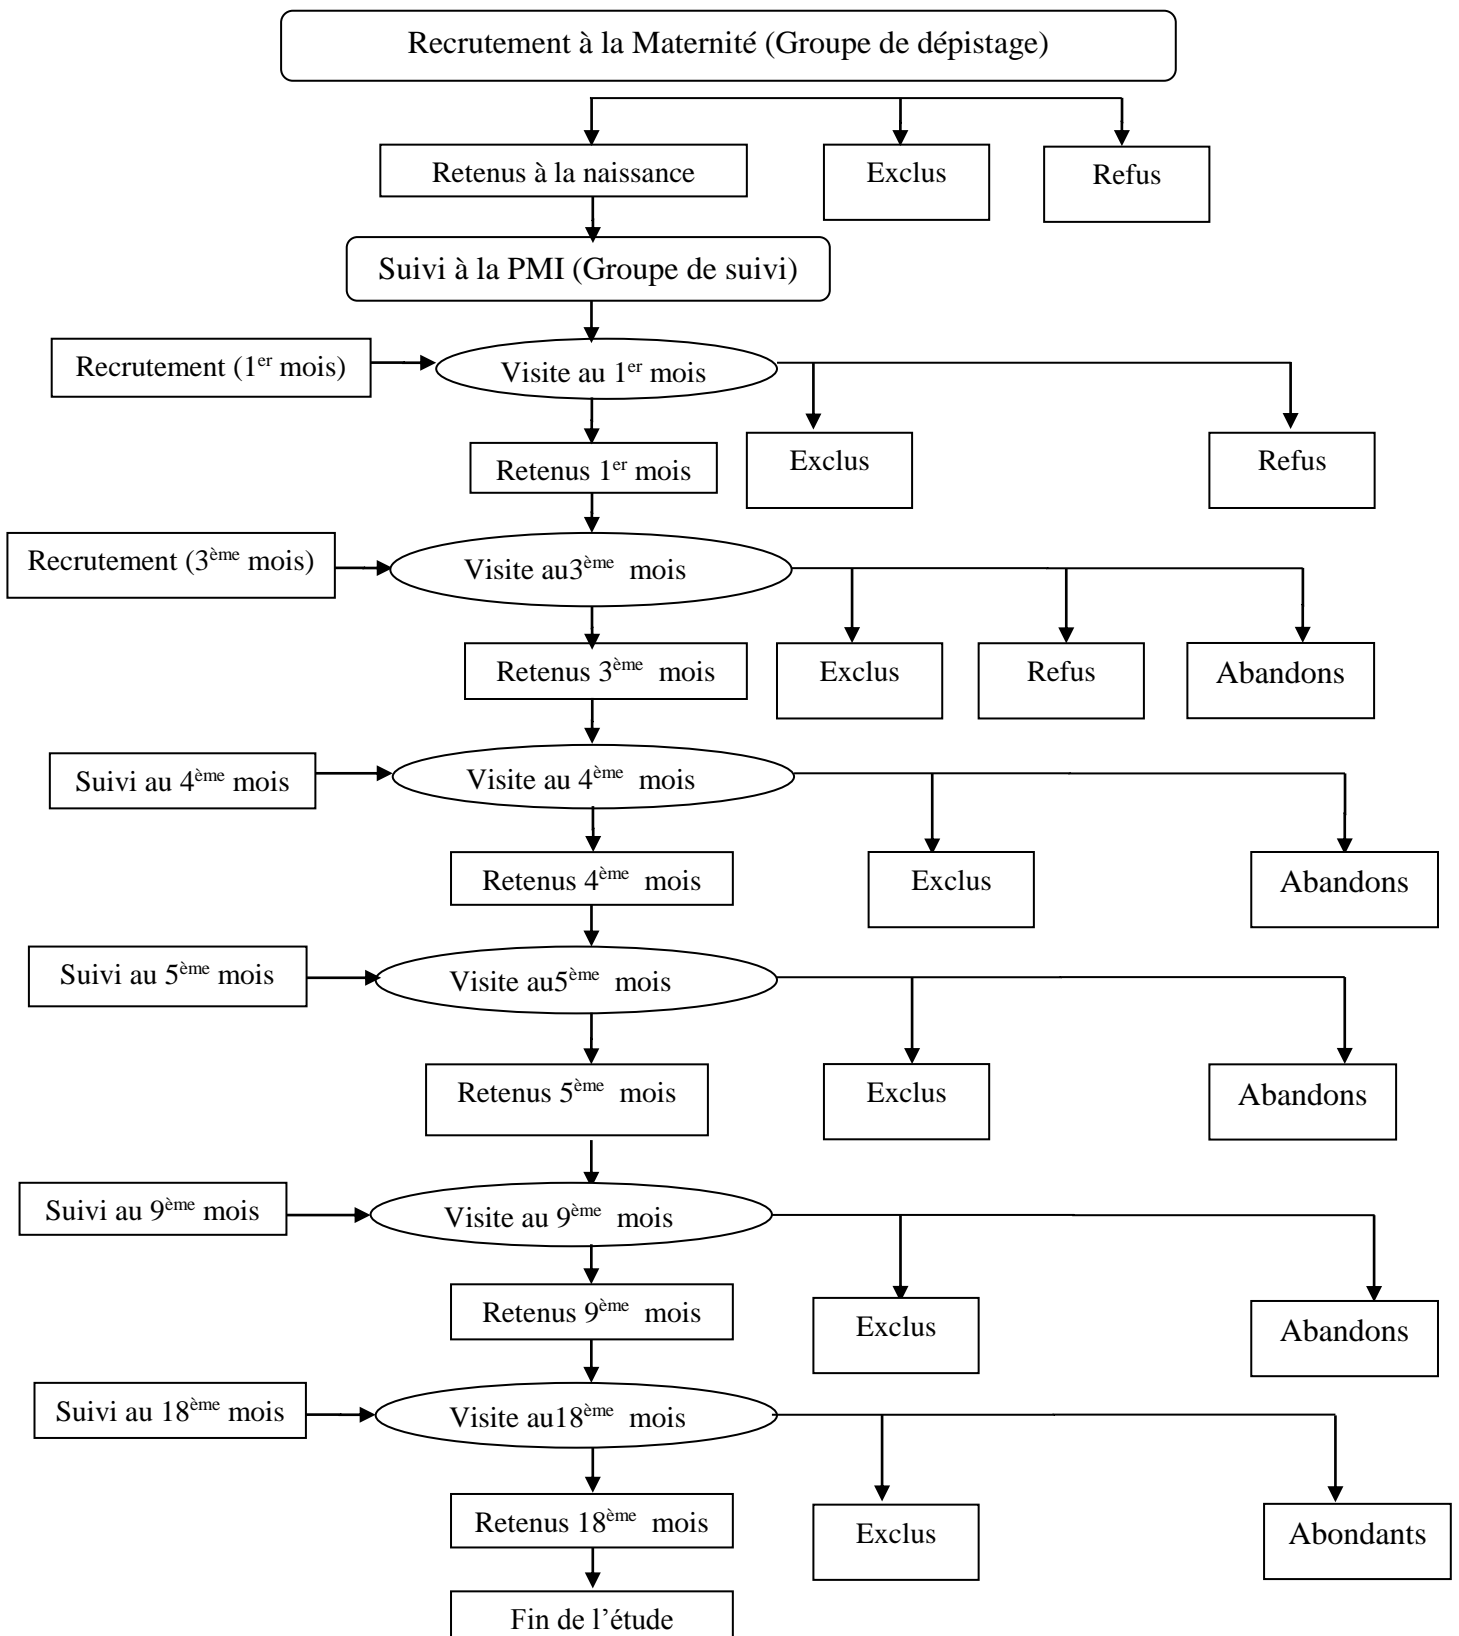 Recrutement à la Maternité (Groupe de dépistage)
Retenus à la naissance
Exclus
Refus
Suivi à la PMI (Groupe de suivi)
Recrutement (1er mois)
Visite au 1er mois
Retenus 1er mois
Exclus
Refus
Recrutement (3ème mois)
Visite au3ème mois
Retenus 3ème mois
Exclus
Refus
Abandons
Suivi au 4ème mois
Visite au 4ème mois
Retenus 4ème mois
Exclus
Abandons
Suivi au 5ème mois
Visite au5ème mois
Retenus 5ème mois
Exclus
Abandons
Suivi au 9ème mois
Visite au 9ème mois
Retenus 9ème mois
Exclus
Abandons
Suivi au 18ème mois
Visite au18ème mois
Retenus 18ème mois
Exclus
Abondants
Fin de l’étude